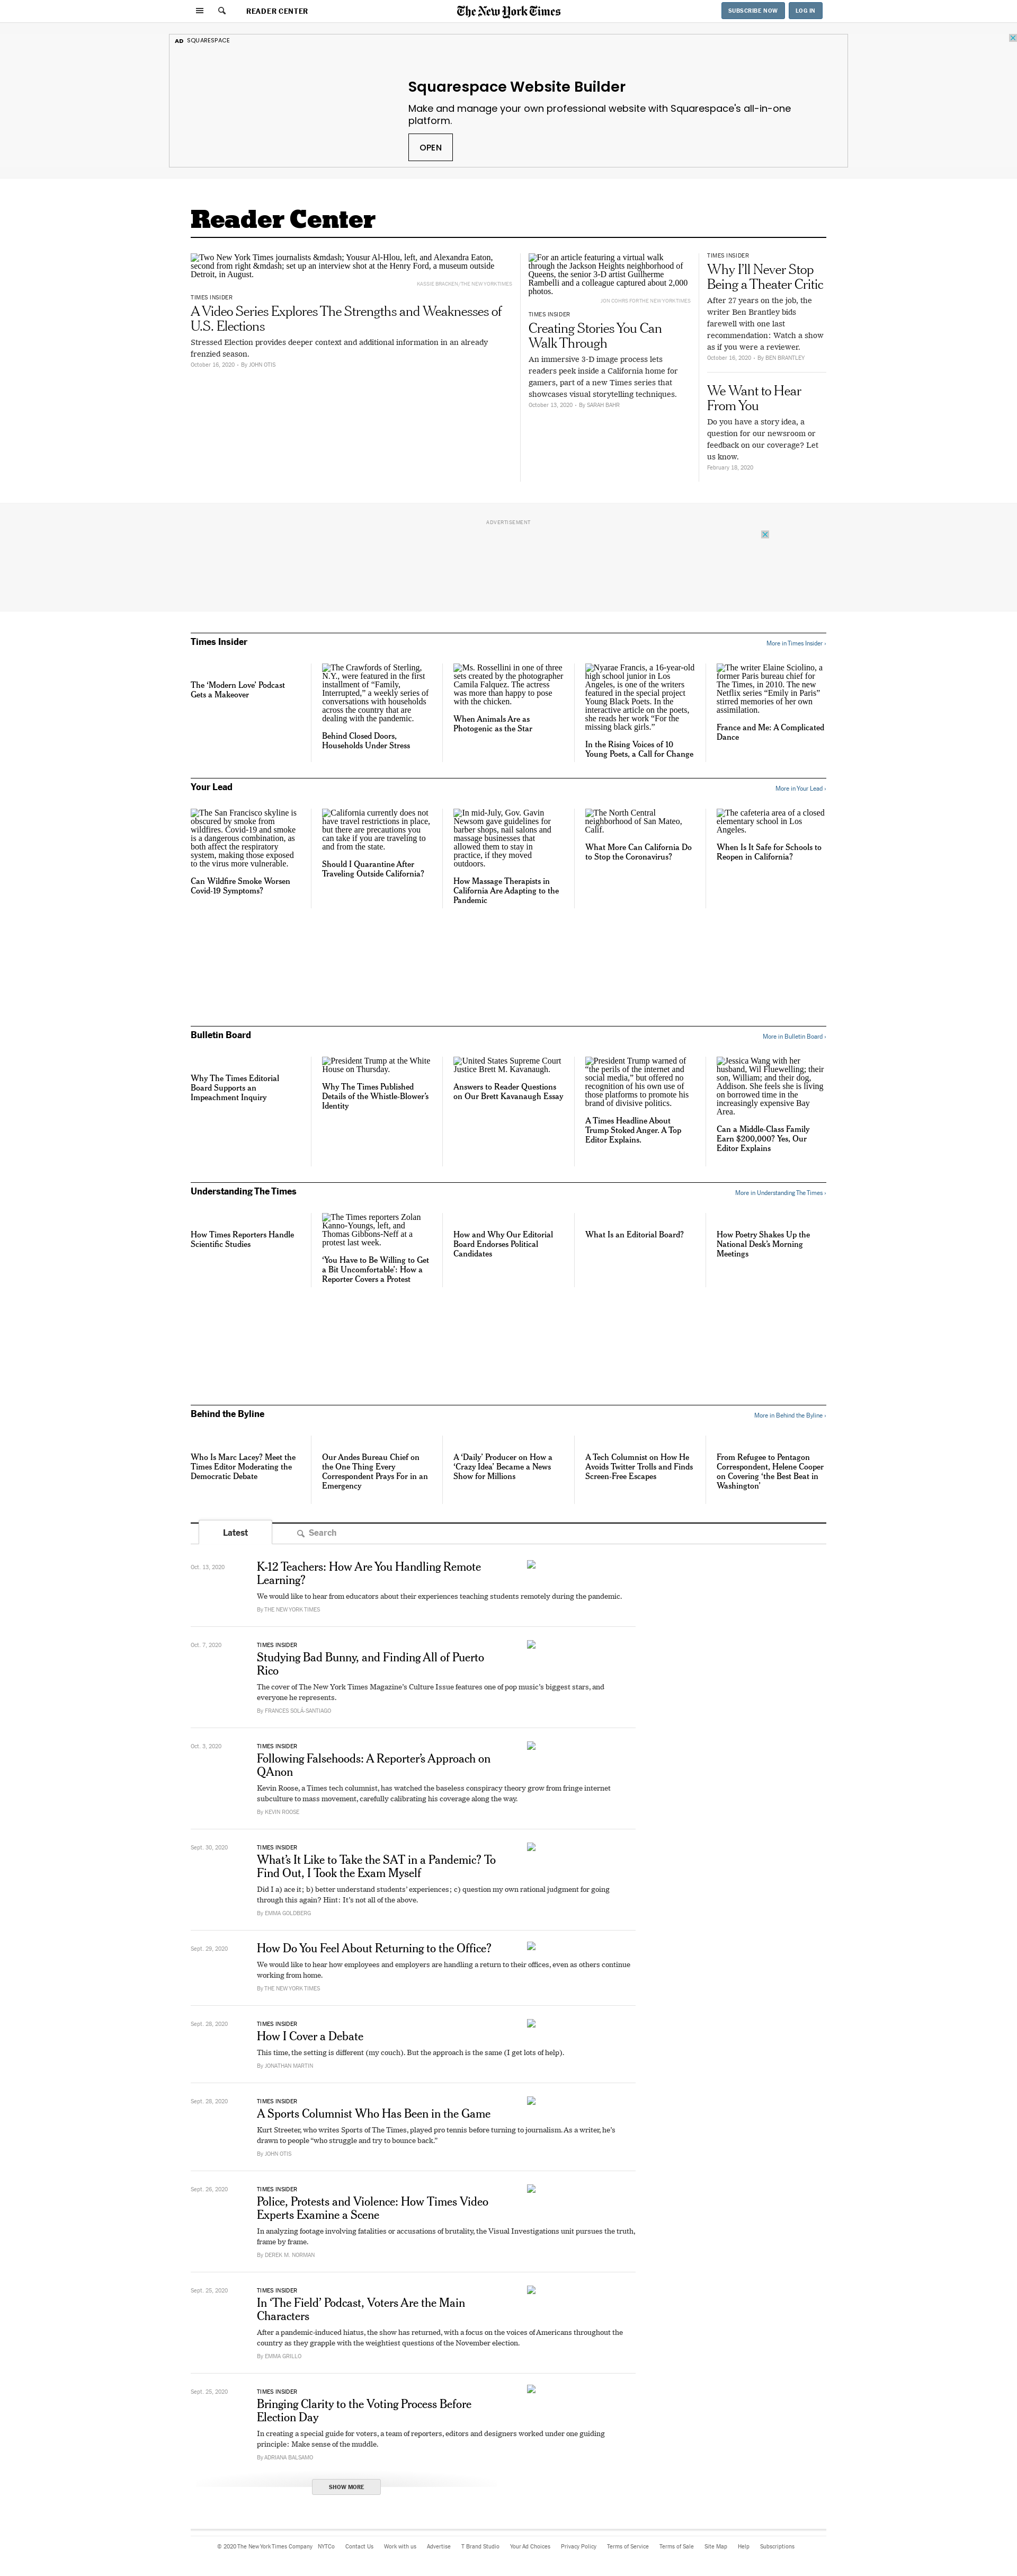 READER CENTER
The New York Times
SUBSCRIBE NOW
LOG IN
AD SQUARESPACE
Squarespace Website Builder
Make and manage your own professional website with Squarespace's all-in-one
platform.
OPEN
Reader Center
Two New York Times journalists &mdash; Yousur Al-Hlou, left, and Alexandra Eaton,
second from right &mdash; set up an interview shot at the Henry Ford, a museum outside
Detroit, in August.
KASSIE BRACKEN /THE NEW YORK TIMES
TIMES INSIDER
A Video Series Explores The Strengths and Weaknesses of
U.S. Elections
Stressed Election provides deeper context and additional information in an already
frenzied season.
October 16, 2020 - By JOHN OTIS
For an article featuring a virtual walk
through the Jackson Heights neighborhood of
Queens, the senior 3-D artist Guilherme
Rambelli and a colleague captured about 2,000
photos.
JON COHRS FOR THE NEW YORK TIMES
TIMES INSIDER
Creating Stories You Can
Walk Through
An immersive 3-D image process lets
readers peek inside a California home for
gamers, part of a new Times series that
showcases visual storytelling techniques.
October 13, 2020 - By SARAH BAHR
TIMES INSIDER
Why I'll Never Stop
Being a Theater Critic
After 27 years on the job, the
writer Ben Brantley bids
farewell with one last
recommendation: Watch a show
as if you were a reviewer.
October 16, 2020 - By BEN BRANTLEY
We Want to Hear
From You
Do you have a story idea, a
question for our newsroom or
feedback on our coverage? Let
us know.
February 18, 2020
ADVERTISEMENT
Times Insider
More in Times Insider ›
The ‘Modern Love’ Podcast
Gets a Makeover
The Crawfords of Sterling,
N.Y., were featured in the first
installment of “Family,
Interrupted,” a weekly series of
conversations with households
across the country that are
dealing with the pandemic.
Behind Closed Doors,
Households Under Stress
Ms. Rossellini in one of three
sets created by the photographer
Camila Falquez. The actress
was more than happy to pose
with the chicken.
When Animals Are as
Photogenic as the Star
Nyarae Francis, a 16-year-old
high school junior in Los
Angeles, is one of the writers
featured in the special project
Young Black Poets. In the
interactive article on the poets,
she reads her work “For the
missing black girls.”
In the Rising Voices of 10
Young Poets, a Call for Change
The writer Elaine Sciolino, a
former Paris bureau chief for
The Times, in 2010. The new
Netflix series “Emily in Paris”
stirred memories of her own
assimilation.
France and Me: A Complicated
Dance
Your Lead
More in Your Lead ›
The San Francisco skyline is
obscured by smoke from
wildfires. Covid-19 and smoke
is a dangerous combination, as
both affect the respiratory
system, making those exposed
to the virus more vulnerable.
Can Wildfire Smoke Worsen
Covid-19 Symptoms?
California currently does not
have travel restrictions in place,
but there are precautions you
can take if you are traveling to
and from the state.
Should I Quarantine After
Traveling Outside California?
In mid-July, Gov. Gavin
Newsom gave guidelines for
barber shops, nail salons and
massage businesses that
allowed them to stay in
practice, if they moved
outdoors.
How Massage Therapists in
California Are Adapting to the
Pandemic
The North Central
neighborhood of San Mateo,
Calif.
What More Can California Do
to Stop the Coronavirus?
The cafeteria area of a closed
elementary school in Los
Angeles.
When Is It Safe for Schools to
Reopen in California?
Bulletin Board
More in Bulletin Board ›
Why The Times Editorial
Board Supports an
Impeachment Inquiry
President Trump at the White
House on Thursday.
Why The Times Published
Details of the Whistle-Blower’s
Identity
United States Supreme Court
Justice Brett M. Kavanaugh.
Answers to Reader Questions
on Our Brett Kavanaugh Essay
President Trump warned of
“the perils of the internet and
social media,” but offered no
recognition of his own use of
those platforms to promote his
brand of divisive politics.
A Times Headline About
Trump Stoked Anger. A Top
Editor Explains.
Jessica Wang with her
husband, Wil Fluewelling; their
son, William; and their dog,
Addison. She feels she is living
on borrowed time in the
increasingly expensive Bay
Area.
Can a Middle-Class Family
Earn $200,000? Yes, Our
Editor Explains
Understanding The Times
More in Understanding The Times ›
How Times Reporters Handle
Scientific Studies
The Times reporters Zolan
Kanno-Youngs, left, and
Thomas Gibbons-Neff at a
protest last week.
‘You Have to Be Willing to Get
a Bit Uncomfortable’: How a
Reporter Covers a Protest
How and Why Our Editorial
Board Endorses Political
Candidates
What Is an Editorial Board?
How Poetry Shakes Up the
National Desk’s Morning
Meetings
Behind the Byline
More in Behind the Byline ›
Who Is Marc Lacey? Meet the
Times Editor Moderating the
Democratic Debate
Our Andes Bureau Chief on
the One Thing Every
Correspondent Prays For in an
Emergency
A ‘Daily’ Producer on How a
‘Crazy Idea’ Became a News
Show for Millions
A Tech Columnist on How He
Avoids Twitter Trolls and Finds
Screen-Free Escapes
From Refugee to Pentagon
Correspondent, Helene Cooper
on Covering ‘the Best Beat in
Washington’
Latest
Search
Oct. 13, 2020
K-12 Teachers: How Are You Handling Remote
Learning?
We would like to hear from educators about their experiences teaching students remotely during the pandemic.
By THE NEW YORK TIMES
Oct. 7, 2020
TIMES INSIDER
Studying Bad Bunny, and Finding All of Puerto
Rico
The cover of The New York Times Magazine’s Culture Issue features one of pop music’s biggest stars, and
everyone he represents.
By FRANCES SOLÁ-SANTIAGO
Oct. 3, 2020
TIMES INSIDER
Following Falsehoods: A Reporter’s Approach on
QAnon
Kevin Roose, a Times tech columnist, has watched the baseless conspiracy theory grow from fringe internet
subculture to mass movement, carefully calibrating his coverage along the way.
By KEVIN ROOSE
Sept. 30, 2020
TIMES INSIDER
What’s It Like to Take the SAT in a Pandemic? To
Find Out, I Took the Exam Myself
Did I a) ace it; b) better understand students’ experiences; c) question my own rational judgment for going
through this again? Hint: It’s not all of the above.
By EMMA GOLDBERG
Sept. 29, 2020
How Do You Feel About Returning to the Office?
We would like to hear how employees and employers are handling a return to their offices, even as others continue
working from home.
By THE NEW YORK TIMES
Sept. 28, 2020
TIMES INSIDER
How I Cover a Debate
This time, the setting is different (my couch). But the approach is the same (I get lots of help).
By JONATHAN MARTIN
Sept. 28, 2020
TIMES INSIDER
A Sports Columnist Who Has Been in the Game
Kurt Streeter, who writes Sports of The Times, played pro tennis before turning to journalism. As a writer, he’s
drawn to people “who struggle and try to bounce back.”
By JOHN OTIS
Sept. 26, 2020
TIMES INSIDER
Police, Protests and Violence: How Times Video
Experts Examine a Scene
In analyzing footage involving fatalities or accusations of brutality, the Visual Investigations unit pursues the truth,
frame by frame.
By DEREK M. NORMAN
Sept. 25, 2020
TIMES INSIDER
In ‘The Field’ Podcast, Voters Are the Main
Characters
After a pandemic-induced hiatus, the show has returned, with a focus on the voices of Americans throughout the
country as they grapple with the weightiest questions of the November election.
By EMMA GRILLO
Sept. 25, 2020
TIMES INSIDER
Bringing Clarity to the Voting Process Before
Election Day
In creating a special guide for voters, a team of reporters, editors and designers worked under one guiding
principle: Make sense of the muddle.
By ADRIANA BALSAMO
SHOW MORE
© 2020 The New York Times Company NYTCo Contact Us Work with us Advertise T Brand Studio Your Ad Choices Privacy Policy Terms of Service Terms of Sale Site Map Help Subscriptions